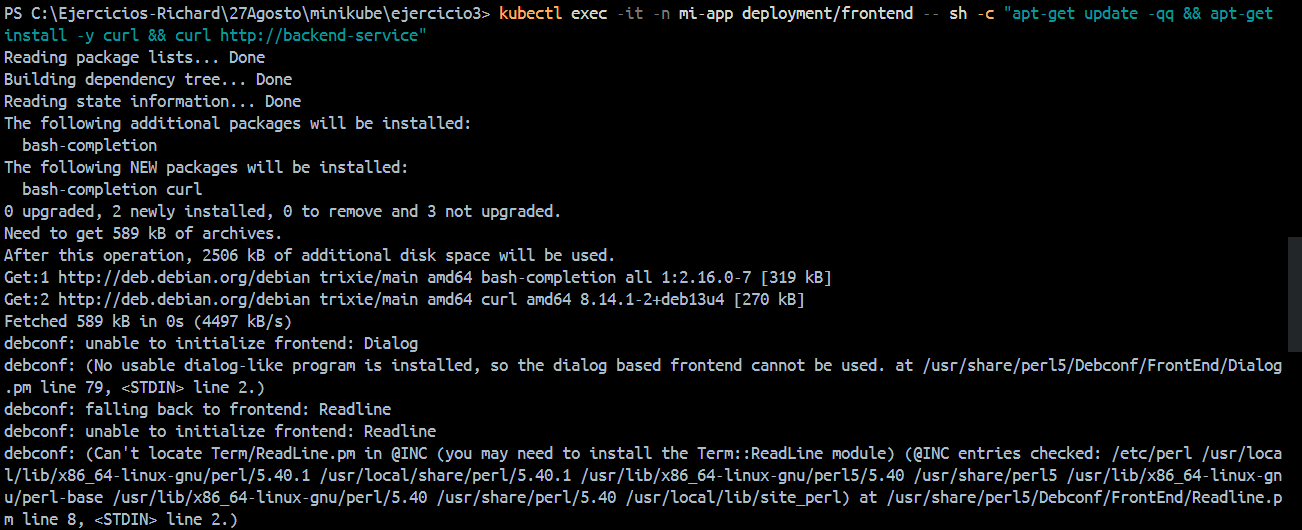 PS C:\Ejercicios-Richard\27Agosto\minikube\ejercicio3> kubectl exec -it -n mi-app deployment/frontend -- sh -c "apt-get update -qq && apt-get
install -y curl && curl http://backend-service"
Reading package lists... Done
Building dependency tree... Done
Reading state information... Done
The following additional packages will be installed:
  bash-completion
The following NEW packages will be installed:
  bash-completion curl
0 upgraded, 2 newly installed, 0 to remove and 3 not upgraded.
Need to get 589 kB of archives.
After this operation, 2506 kB of additional disk space will be used.
Get:1 http://deb.debian.org/debian trixie/main amd64 bash-completion all 1:2.16.0-7 [319 kB]
Get:2 http://deb.debian.org/debian trixie/main amd64 curl amd64 8.14.1-2+deb13u4 [270 kB]
Fetched 589 kB in 0s (4497 kB/s)
debconf: unable to initialize frontend: Dialog
debconf: (No usable dialog-like program is installed, so the dialog based frontend cannot be used. at /usr/share/perl5/Debconf/FrontEnd/Dialog
.pm line 79, <STDIN> line 2.)
debconf: falling back to frontend: Readline
debconf: unable to initialize frontend: Readline
debconf: (Can't locate Term/ReadLine.pm in @INC (you may need to install the Term::ReadLine module) (@INC entries checked: /etc/perl /usr/loca
l/lib/x86_64-linux-gnu/perl/5.40.1 /usr/local/share/perl/5.40.1 /usr/lib/x86_64-linux-gnu/perl5/5.40 /usr/share/perl5 /usr/lib/x86_64-linux-gn
u/perl-base /usr/lib/x86_64-linux-gnu/perl/5.40 /usr/share/perl/5.40 /usr/local/lib/site_perl) at /usr/share/perl5/Debconf/FrontEnd/Readline.p
m line 8, <STDIN> line 2.)